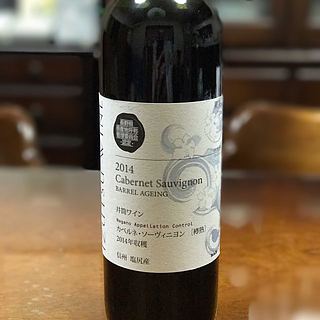 2014
Cabernet Sauvignon
BARREL AGEING
井筒ワイン
Nagano Appellation Control
カベルネ・ソーヴィニヨン [樽熟]
2014年収穫
信州 塩尻産